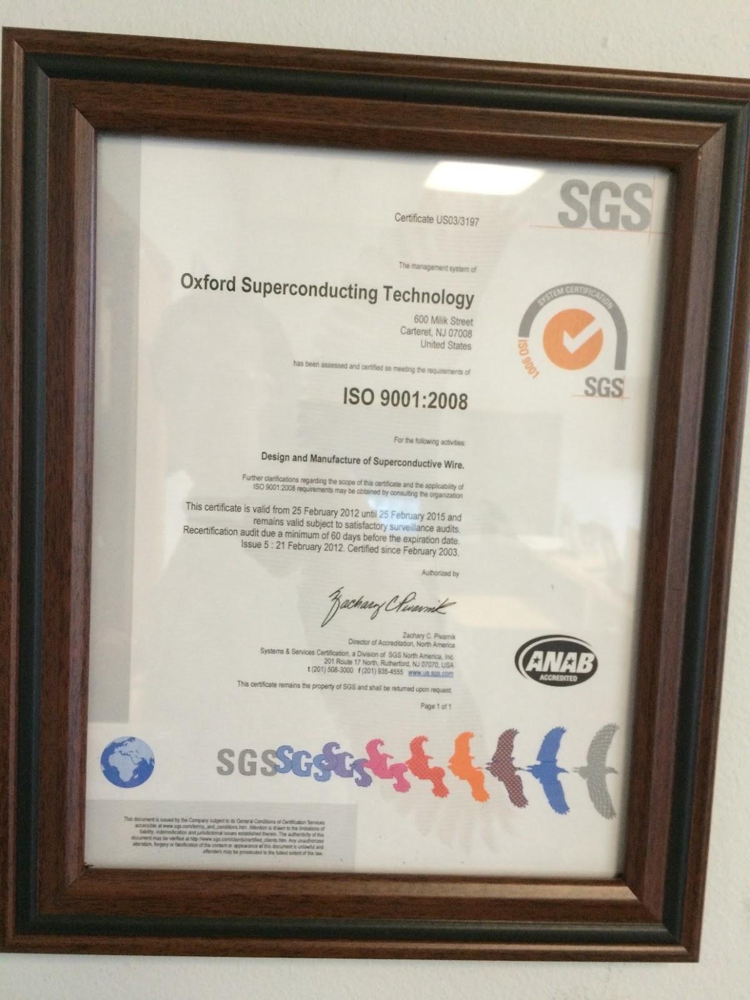 SGS
Certificate US03/3197
The management system of
Oxford Superconducting Technology
600 Milik Street
Carteret, NJ 07008
United States
has been assessed and certified as meeting the requirements of
ISO 9001:2008
SYSTEM CERTIFICATION
ISO 9001
SGS
For the following activities:
Design and Manufacture of Superconductive Wire.
Further clarifications regarding the scope of this certificate and the applicability of
ISO 9001:2008 requirements may be obtained by consulting the organization
This certificate is valid from 25 February 2012 until 25 February 2015 and
remains valid subject to satisfactory surveillance audits.
Recertification audit due a minimum of 60 days before the expiration date.
Issue 5 : 21 February 2012. Certified since February 2003.
Authorized by
Zachary C Pivarnik
Zachary C. Pivarnik
Director of Accreditation, North America
Systems & Services Certification, a Division of SGS North America, Inc.
201 Route 17 North, Rutherford, NJ 07070, USA
t (201) 508-3000 f (201) 935-4555 www.us.sgs.com
This certificate remains the property of SGS and shall be returned upon request.
Page 1 of 1
ANAB
ACCREDITED
SGS SGS SGS
This document is issued by the Company subject to its General Conditions of Certification Services
accessible at www.sgs.com/terms_and_conditions.htm. Attention is drawn to the limitations of
liability, indemnification and jurisdictional issues established therein. The authenticity of this
document may be verified at http://www.sgs.com/clients/certified_clients.htm. Any unauthorized
alteration, forgery or falsification of the content or appearance of this document is unlawful and
offenders may be prosecuted to the fullest extent of the law.